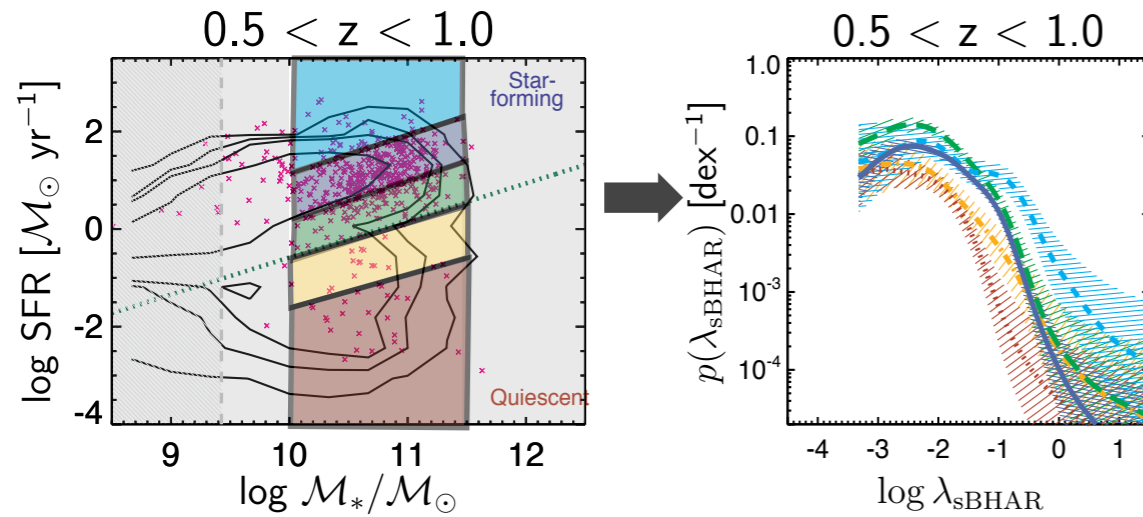 0.5 < z < 1.0
log SFR [ℳ⊙ yr⁻¹]
2
0
-2
-4
Star-
forming
Quiescent
9 10 11 12
log ℳ*/ℳ⊙
0.5 < z < 1.0
p(λsBHAR) [dex⁻¹]
1.0
0.1
0.01
10⁻³
10⁻⁴
-4 -3 -2 -1 0 1
log λsBHAR